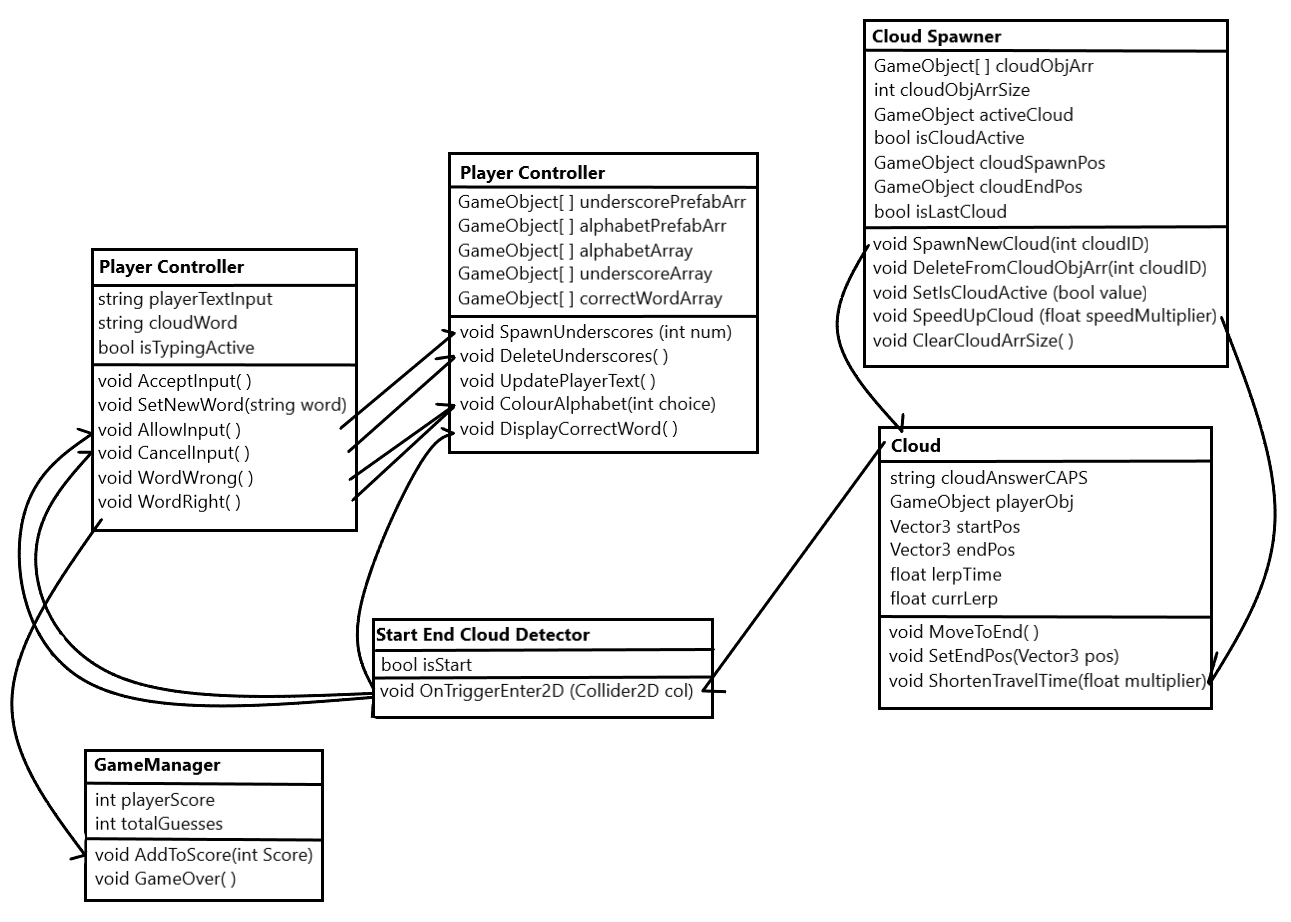 Cloud Spawner
GameObject[ ] cloudObjArr
int cloudObjArrSize
GameObject activeCloud
bool isCloudActive
GameObject cloudSpawnPos
GameObject cloudEndPos
bool isLastCloud
void SpawnNewCloud(int cloudID)
void DeleteFromCloudObjArr(int cloudID)
void SetIsCloudActive (bool value)
void SpeedUpCloud (float speedMultiplier)
void ClearCloudArrSize( )
Player Controller
GameObject[ ] underscorePrefabArr
GameObject[ ] alphabetPrefabArr
GameObject[ ] alphabetArray
GameObject[ ] underscoreArray
GameObject[ ] correctWordArray
void SpawnUnderscores (int num)
void DeleteUnderscores( )
void UpdatePlayerText( )
void ColourAlphabet(int choice)
void DisplayCorrectWord( )
Player Controller
string playerTextInput
string cloudWord
bool isTypingActive
void AcceptInput( )
void SetNewWord(string word)
void AllowInput( )
void CancelInput( )
void WordWrong( )
void WordRight( )
Cloud
string cloudAnswerCAPS
GameObject playerObj
Vector3 startPos
Vector3 endPos
float lerpTime
float currLerp
void MoveToEnd( )
void SetEndPos(Vector3 pos)
void ShortenTravelTime(float multiplier)
Start End Cloud Detector
bool isStart
void OnTriggerEnter2D (Collider2D col)
GameManager
int playerScore
int totalGuesses
void AddToScore(int Score)
void GameOver( )